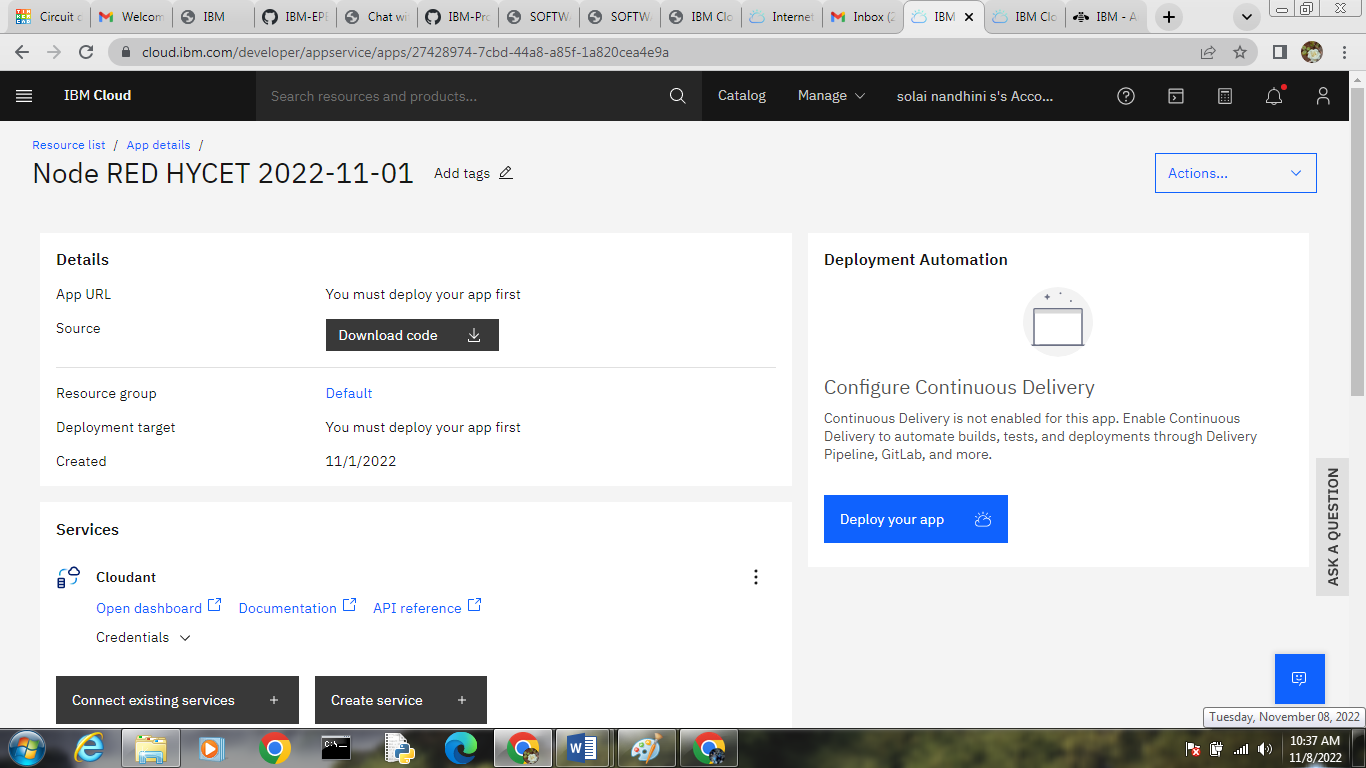 Circuit c
Welcom
IBM
IBM-EPI
Chat wi
IBM-Pro
SOFTW
SOFTW
IBM Clo
Internet
Inbox (2
IBM
IBM Clo
IBM - A
cloud.ibm.com/developer/appservice/apps/27428974-7cbd-44a8-a85f-1a820cea4e9a
IBM Cloud
Search resources and products...
Catalog
Manage
solai nandhini s's Acco...
Resource list / App details /
Node RED HYCET 2022-11-01
Add tags
Actions...
Details
App URL
You must deploy your app first
Source
Download code
Resource group
Default
Deployment target
You must deploy your app first
Created
11/1/2022
Deployment Automation
Configure Continuous Delivery
Continuous Delivery is not enabled for this app. Enable Continuous
Delivery to automate builds, tests, and deployments through Delivery
Pipeline, GitLab, and more.
Deploy your app
ASK A QUESTION
Services
Cloudant
Open dashboard
Documentation
API reference
Credentials
Connect existing services +
Create service +
Tuesday, November 08, 2022
10:37 AM
11/8/2022